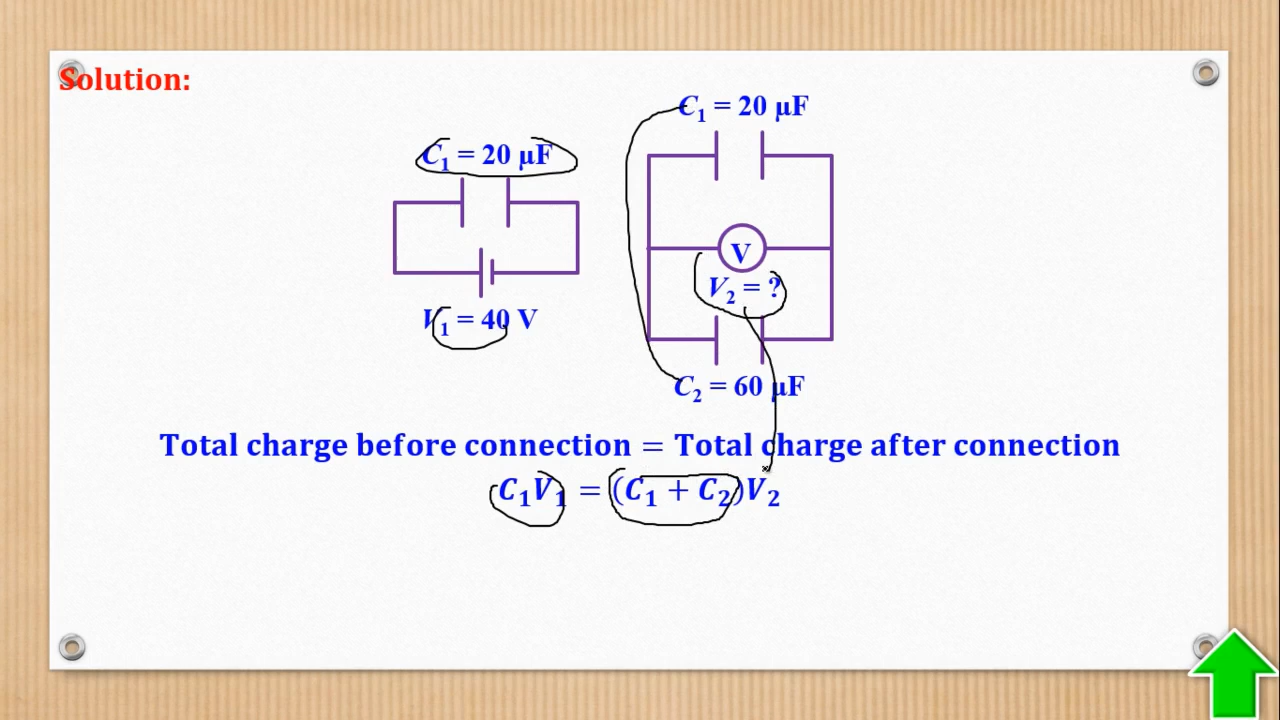 Solution:
C₁ = 20 μF
V₁ = 40 V
C₁ = 20 μF
V
V₂ = ?
C₂ = 60 μF
Total charge before connection = Total charge after connection
C₁V₁ = (C₁ + C₂)V₂